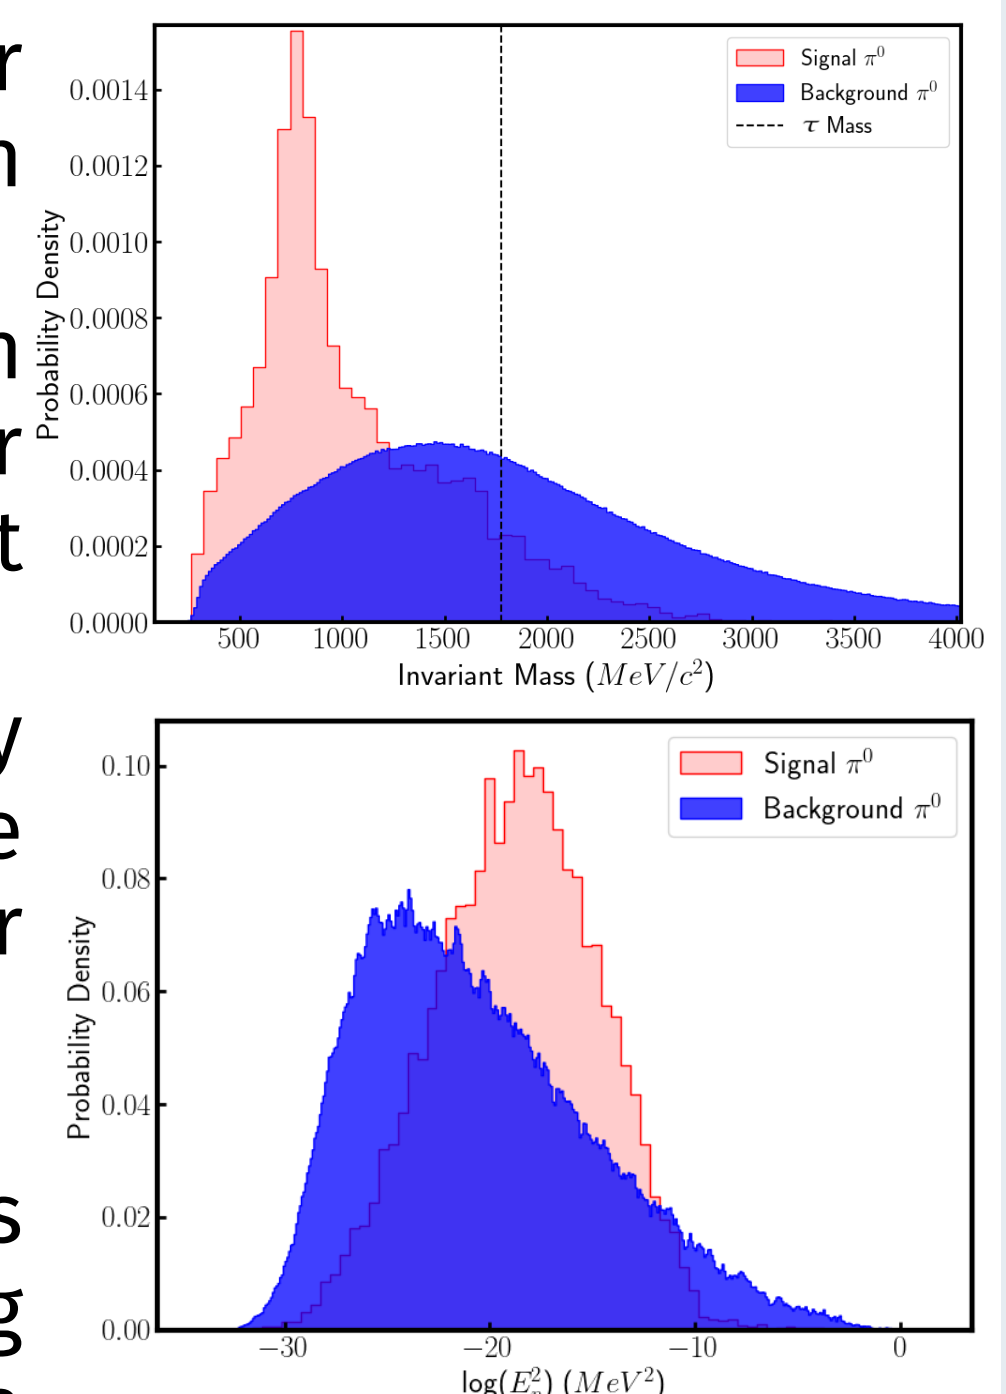 r
n
n
r
t
y
e
r
s
g
Signal π⁰
Background π⁰
τ Mass
Probability Density
0.0014
0.0012
0.0010
0.0008
0.0006
0.0004
0.0002
0.0000
500 1000 1500 2000 2500 3000 3500 4000
Invariant Mass (MeV/c²)
Signal π⁰
Background π⁰
Probability Density
0.10
0.08
0.06
0.04
0.02
0.00
−30 −20 −10 0
log(Eₙ²) (MeV²)